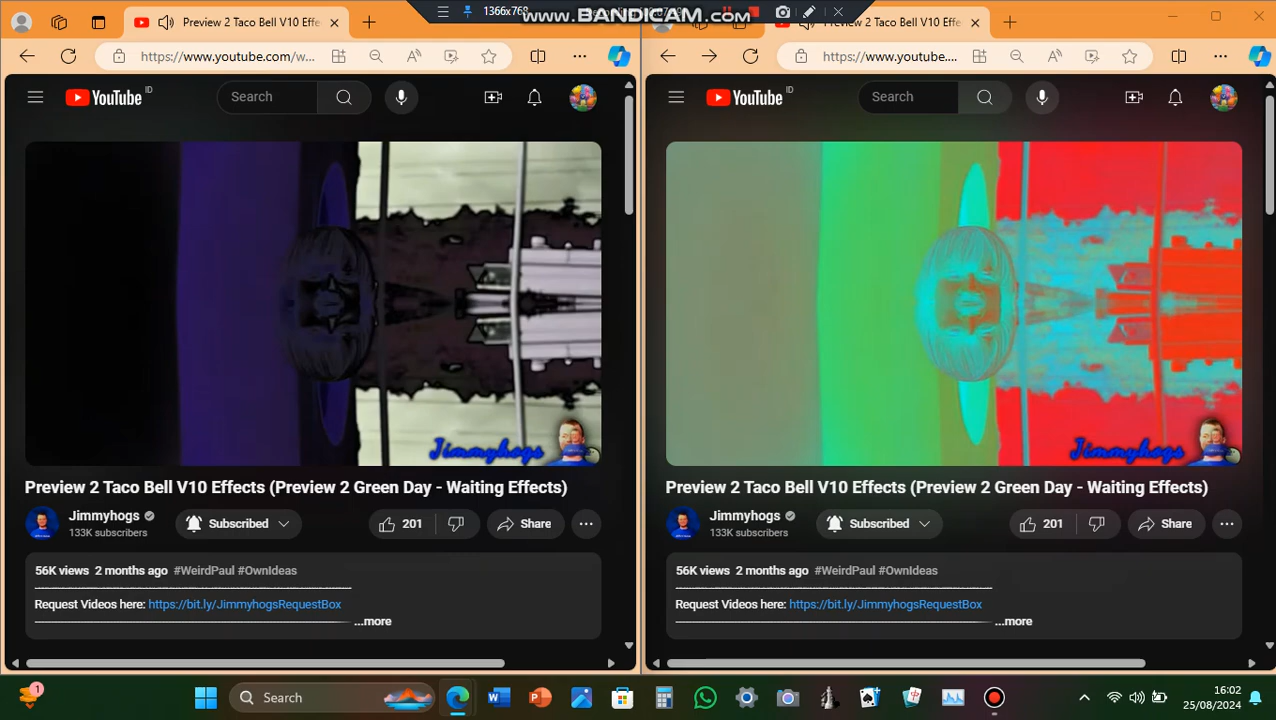 1366x768
www.BANDICAM.com
Preview 2 Taco Bell V10 Effe
Preview 2 Taco Bell V10 Effe
https://www.youtube.com/w...
https://www.youtube....
YouTube ID
Search
YouTube ID
Search
Jimmyhogs
Jimmyhogs
Preview 2 Taco Bell V10 Effects (Preview 2 Green Day - Waiting Effects)
Preview 2 Taco Bell V10 Effects (Preview 2 Green Day - Waiting Effects)
Jimmyhogs
133K subscribers
Subscribed
201
Share
Jimmyhogs
133K subscribers
Subscribed
201
Share
56K views 2 months ago #WeirdPaul #OwnIdeas
Request Videos here: https://bit.ly/JimmyhogsRequestBox
...more
56K views 2 months ago #WeirdPaul #OwnIdeas
Request Videos here: https://bit.ly/JimmyhogsRequestBox
...more
1
Search
16:02
25/08/2024